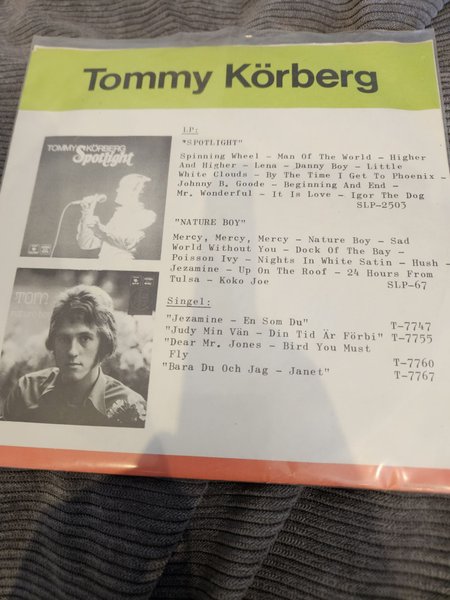 Tommy Körberg
LP:
"SPOTLIGHT"
Spinning Wheel - Man Of The World - Higher
And Higher - Lena - Danny Boy - Little
White Clouds - By The Time I Get To Phoenix -
Johnny B. Goode - Beginning And End -
Mr. Wonderful - It Is Love - Igor The Dog
SLP-2503
TOMMY KÖRBERG
Spotlight
"NATURE BOY"
Mercy, Mercy, Mercy - Nature Boy - Sad
World Without You - Dock Of The Bay -
Poisson Ivy - Nights In White Satin - Hush -
Jezamine - Up On The Roof - 24 Hours From
Tulsa - Koko Joe SLP-67
Tom
nature boy
Singel:
"Jezamine - En Som Du" T-7747
"Judy Min Vän - Din Tid Är Förbi" T-7755
"Dear Mr. Jones - Bird You Must
Fly T-7760
"Bara Du Och Jag - Janet" T-7767